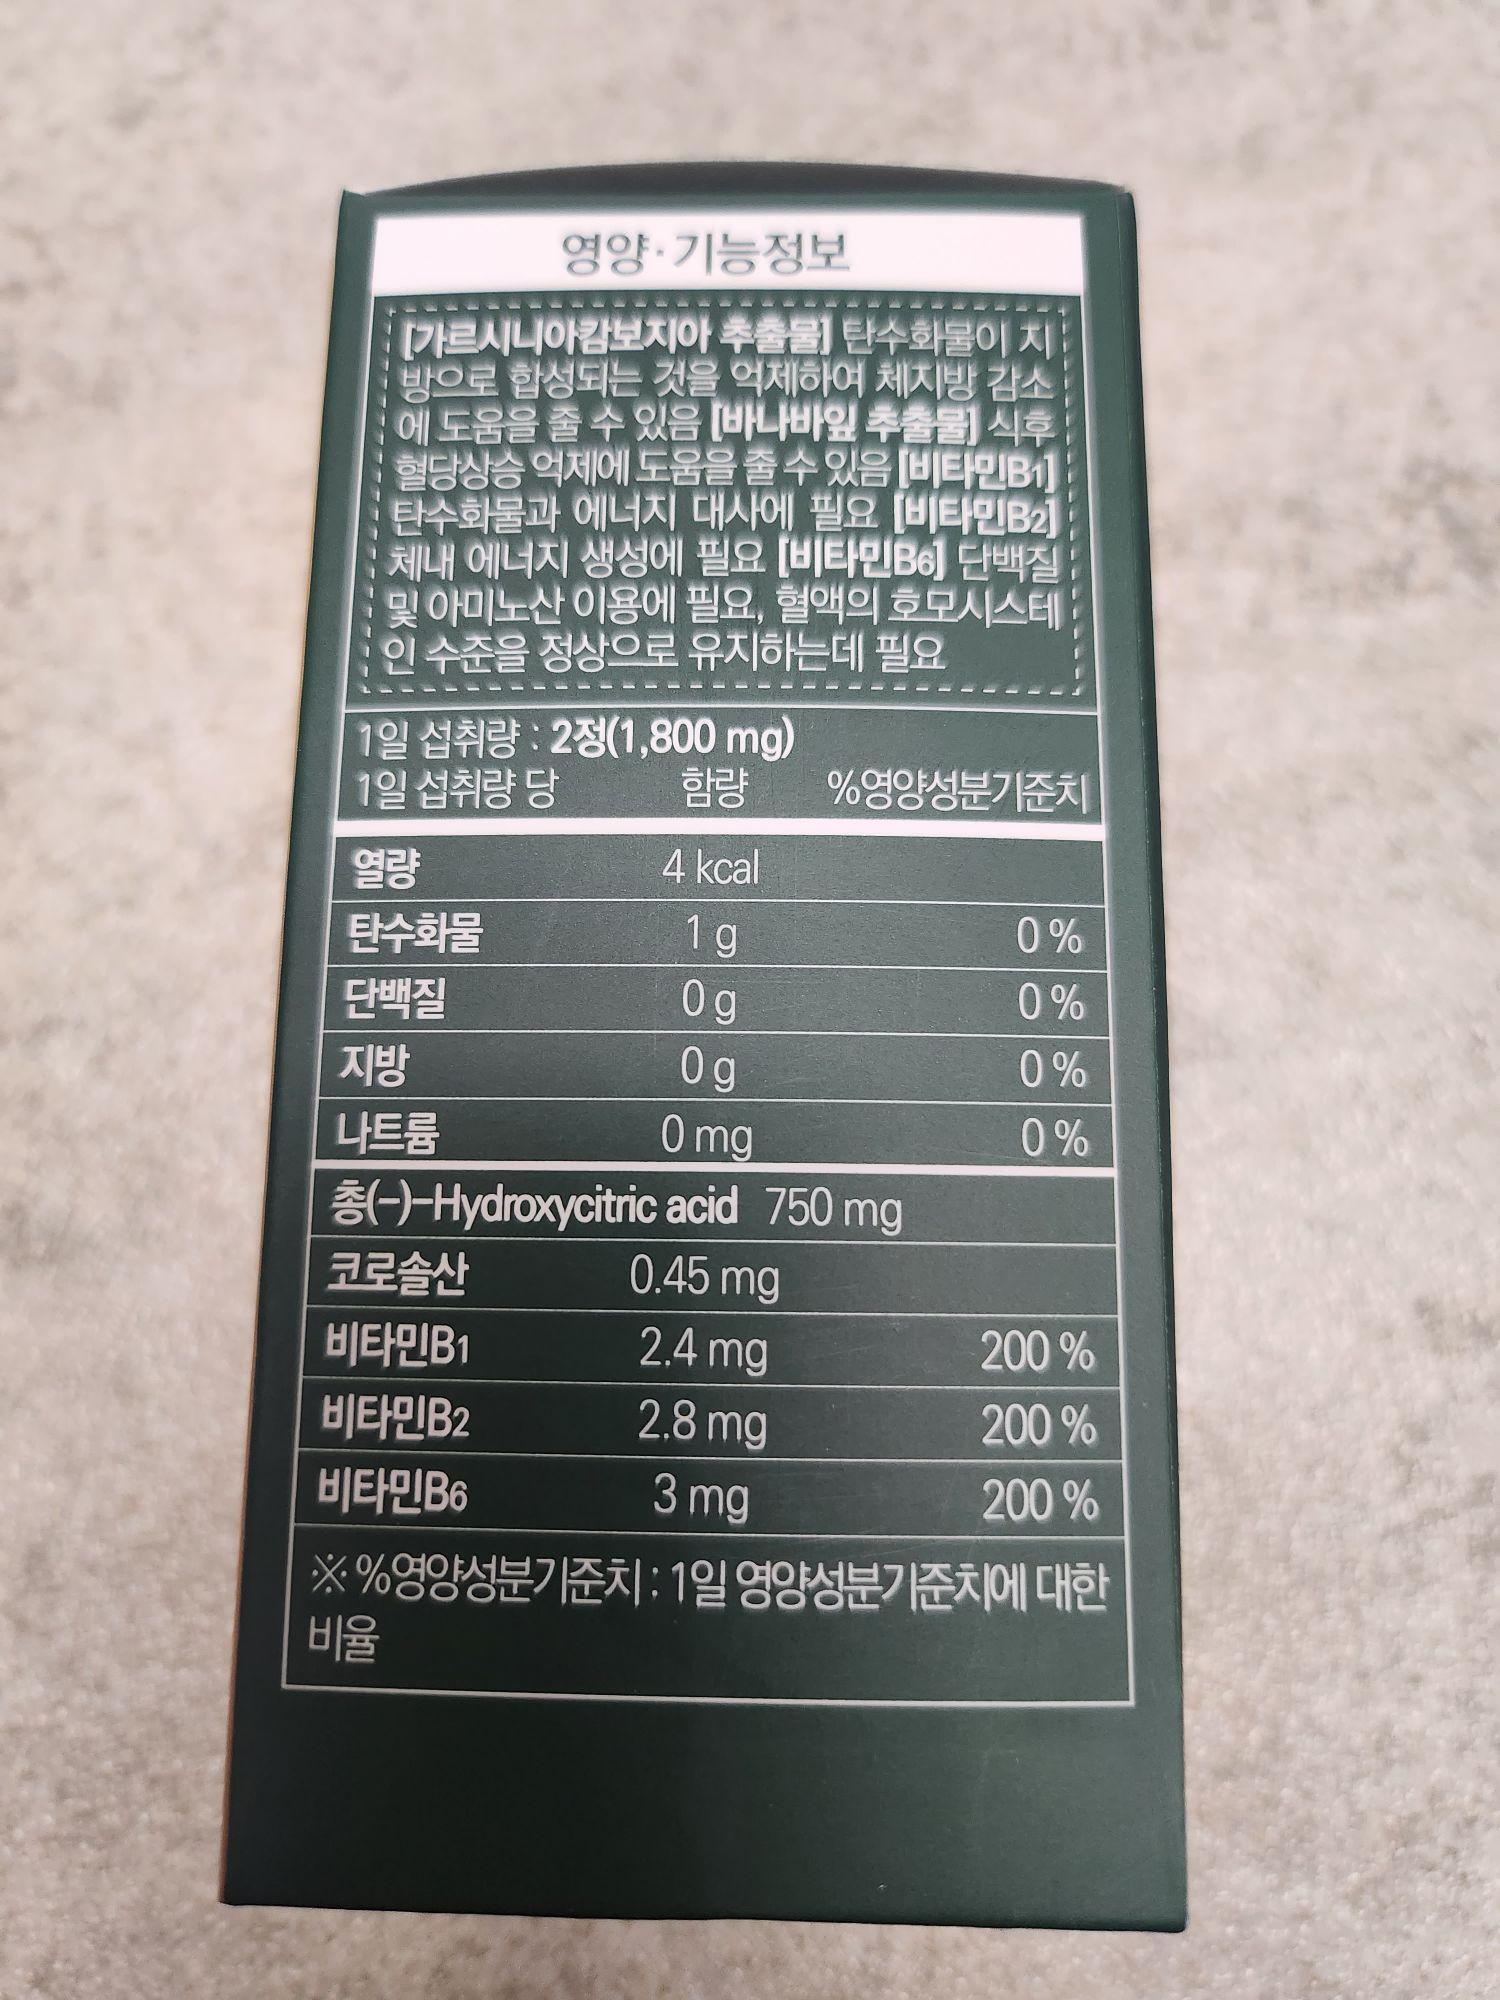 영양·기능정보
[가르시니아캄보지아 추출물] 탄수화물이 지
방으로 합성되는 것을 억제하여 체지방 감소
에 도움을 줄 수 있음 [바나바잎 추출물] 식후
혈당상승 억제에 도움을 줄 수 있음 [비타민B1]
탄수화물과 에너지 대사에 필요 [비타민B2]
체내 에너지 생성에 필요 [비타민B6] 단백질
및 아미노산 이용에 필요, 혈액의 호모시스테
인 수준을 정상으로 유지하는데 필요
1일 섭취량 : 2정(1,800 mg)
1일 섭취량 당 함량 %영양성분기준치
열량 4 kcal
탄수화물 1 g 0 %
단백질 0 g 0 %
지방 0 g 0 %
나트륨 0 mg 0 %
총(-)-Hydroxycitric acid 750 mg
코로솔산 0.45 mg
비타민B1 2.4 mg 200 %
비타민B2 2.8 mg 200 %
비타민B6 3 mg 200 %
※ %영양성분기준치 : 1일 영양성분기준치에 대한
비율